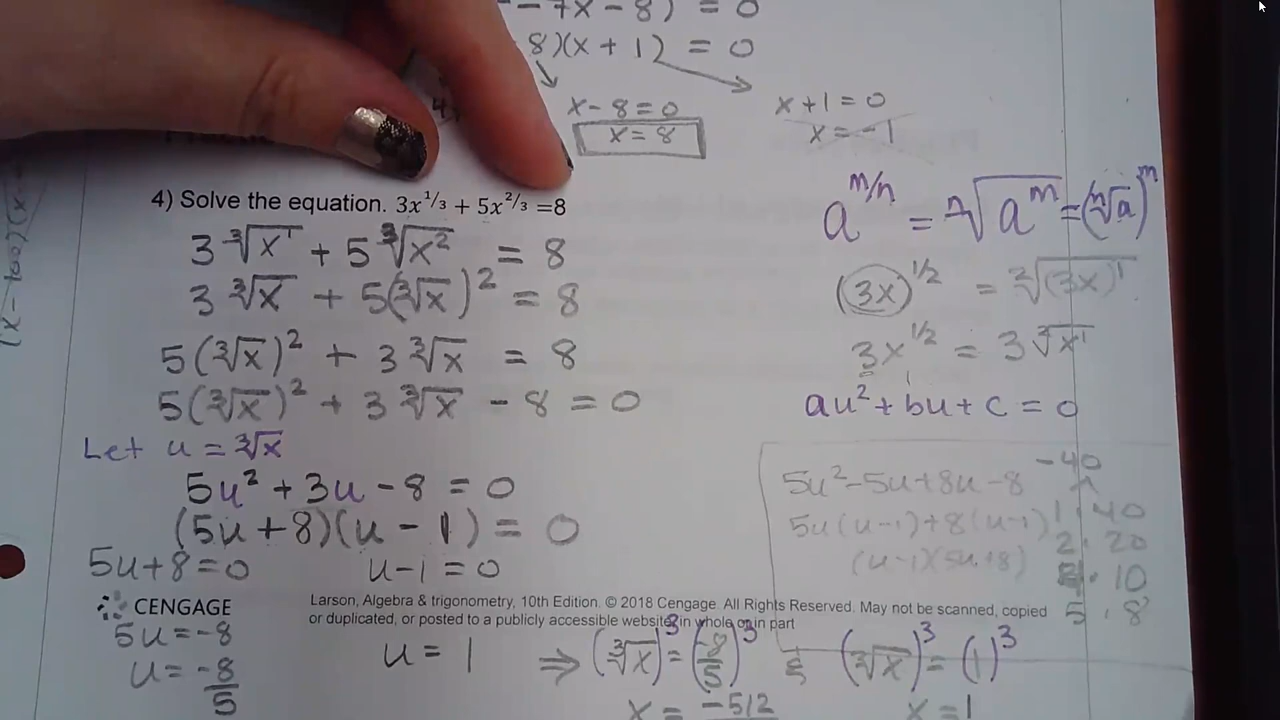 - 7x - 8) = 0
8)(x + 1) = 0
x - 8 = 0
x + 1 = 0
x = 8
x = -1
4) Solve the equation. 3x^{1/3} + 5x^{2/3} =8
3 ∛x¹ + 5 ∛x² = 8
3 ∛x + 5(∛x)² = 8
5(∛x)² + 3 ∛x = 8
5(∛x)² + 3 ∛x - 8 = 0
Let u = ∛x
5u² + 3u - 8 = 0
(5u + 8)(u - 1) = 0
5u + 8 = 0
u - 1 = 0
CENGAGE
Larson, Algebra & trigonometry, 10th Edition. © 2018 Cengage. All Rights Reserved. May not be scanned, copied
or duplicated, or posted to a publicly accessible website, in whole or in part
5u = -8
u = -8/5
u = 1
⇒ (∛x)³ = (-8/5)³ & (∛x)³ = (1)³
x = -512
x = 1
a^{m/n} = ⁿ√a^m = (ⁿ√a)^m
(3x)^{1/2} = ²√(3x)¹
3x^{1/2} = 3 ²√x¹
au² + bu + c = 0
5u² - 5u + 8u - 8
5u(u - 1) + 8(u - 1)
(u - 1)(5u + 8)
-40
1 · 40
2 · 20
4 · 10
5 · 8